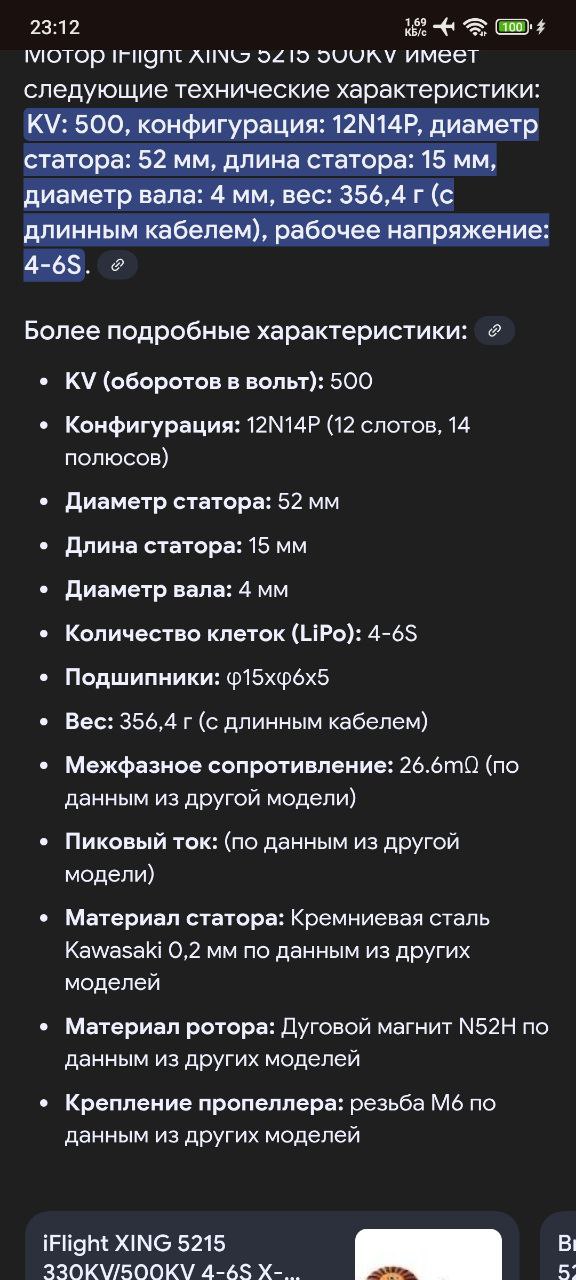 23:12
1,69
КБ/с
100
Мотор iFlight XING 5215 500KV имеет
следующие технические характеристики:
KV: 500, конфигурация: 12N14P, диаметр
статора: 52 мм, длина статора: 15 мм,
диаметр вала: 4 мм, вес: 356,4 г (с
длинным кабелем), рабочее напряжение:
4-6S.
Более подробные характеристики:
• KV (оборотов в вольт): 500
• Конфигурация: 12N14P (12 слотов, 14
полюсов)
• Диаметр статора: 52 мм
• Длина статора: 15 мм
• Диаметр вала: 4 мм
• Количество клеток (LiPo): 4-6S
• Подшипники: φ15xφ6x5
• Вес: 356,4 г (с длинным кабелем)
• Межфазное сопротивление: 26.6mΩ (по
данным из другой модели)
• Пиковый ток: (по данным из другой
модели)
• Материал статора: Кремниевая сталь
Kawasaki 0,2 мм по данным из других
моделей
• Материал ротора: Дуговой магнит N52H по
данным из других моделей
• Крепление пропеллера: резьба M6 по
данным из других моделей
iFlight XING 5215
330KV/500KV 4-6S X-...